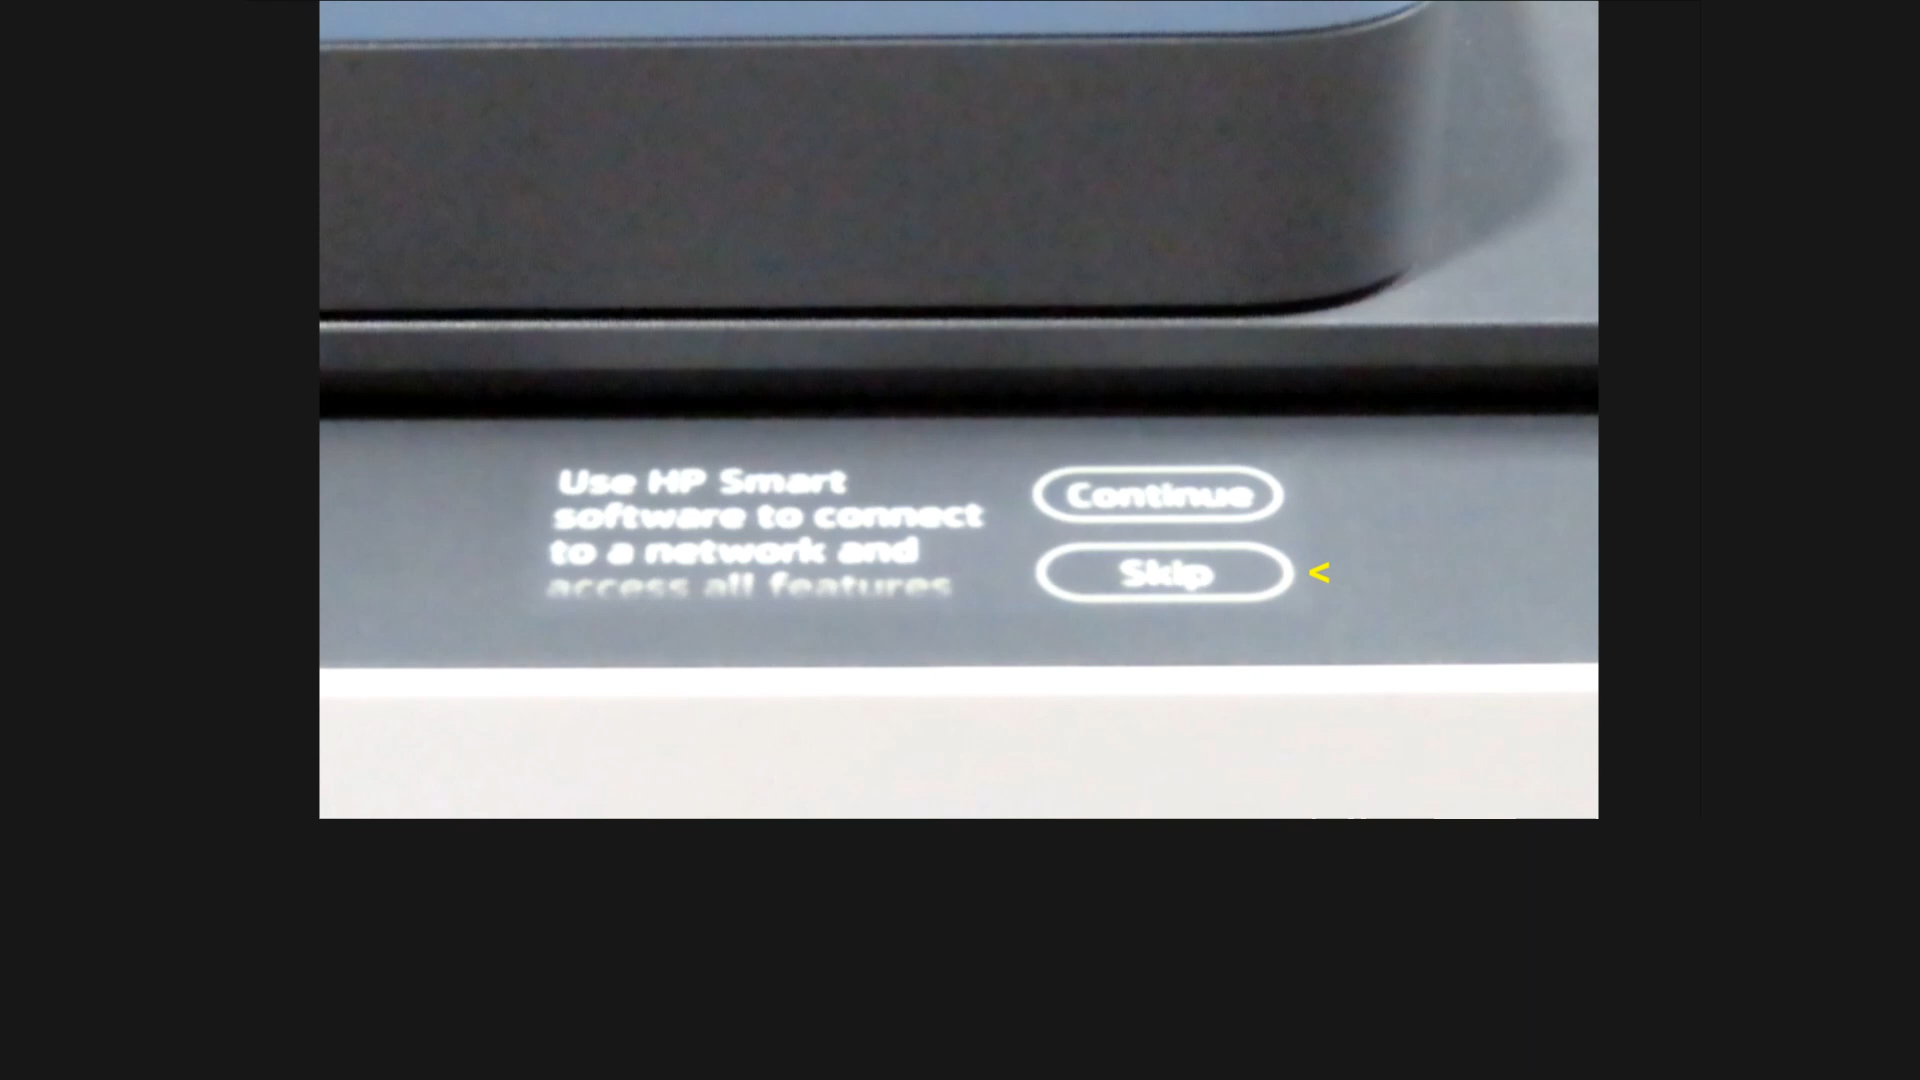 Use HP Smart
software to connect
to a network and
access all features
Continue
Skip <